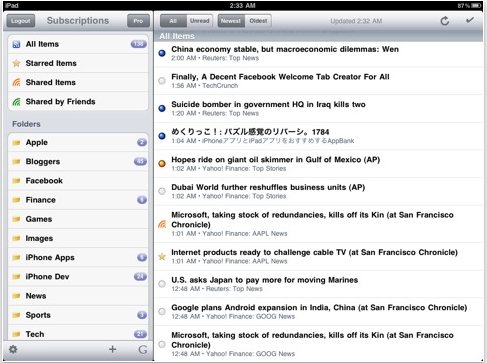 iPad
2:33 AM
87%
Logout
Subscriptions
Pro
All
Unread
Newest
Oldest
Updated 2:32 AM
All Items 136
Starred Items
Shared Items
Shared by Friends
Folders
Apple 2
Bloggers 45
Facebook
Finance 6
Games
Images
iPhone Apps 6
iPhone Dev 24
News
Sports 3
Tech 21
G
All Items
China economy stable, but macroeconomic dilemmas: Wen
2:00 AM • Reuters: Top News
Finally, A Decent Facebook Welcome Tab Creator For All
1:56 AM • TechCrunch
Suicide bomber in government HQ in Iraq kills two
1:20 AM • Reuters: Top News
めくりっこ！: パズル感覚のリバーシ。1784
1:04 AM • iPhoneアプリとiPadアプリをおすすめするAppBank
Hopes ride on giant oil skimmer in Gulf of Mexico (AP)
1:02 AM • Yahoo! Finance: Top Stories
Dubai World further reshuffles business units (AP)
1:02 AM • Yahoo! Finance: Top Stories
Microsoft, taking stock of redundancies, kills off its Kin (at San Francisco
Chronicle)
1:01 AM • Yahoo! Finance: AAPL News
Internet products ready to challenge cable TV (at San Francisco
Chronicle)
1:01 AM • Yahoo! Finance: AAPL News
U.S. asks Japan to pay more for moving Marines
12:48 AM • Reuters: Top News
Google plans Android expansion in India, China (at San Francisco Chronicle)
12:48 AM • Yahoo! Finance: GOOG News
Microsoft, taking stock of redundancies, kills off its Kin (at San Francisco
Chronicle)
12:48 AM • Yahoo! Finance: GOOG News